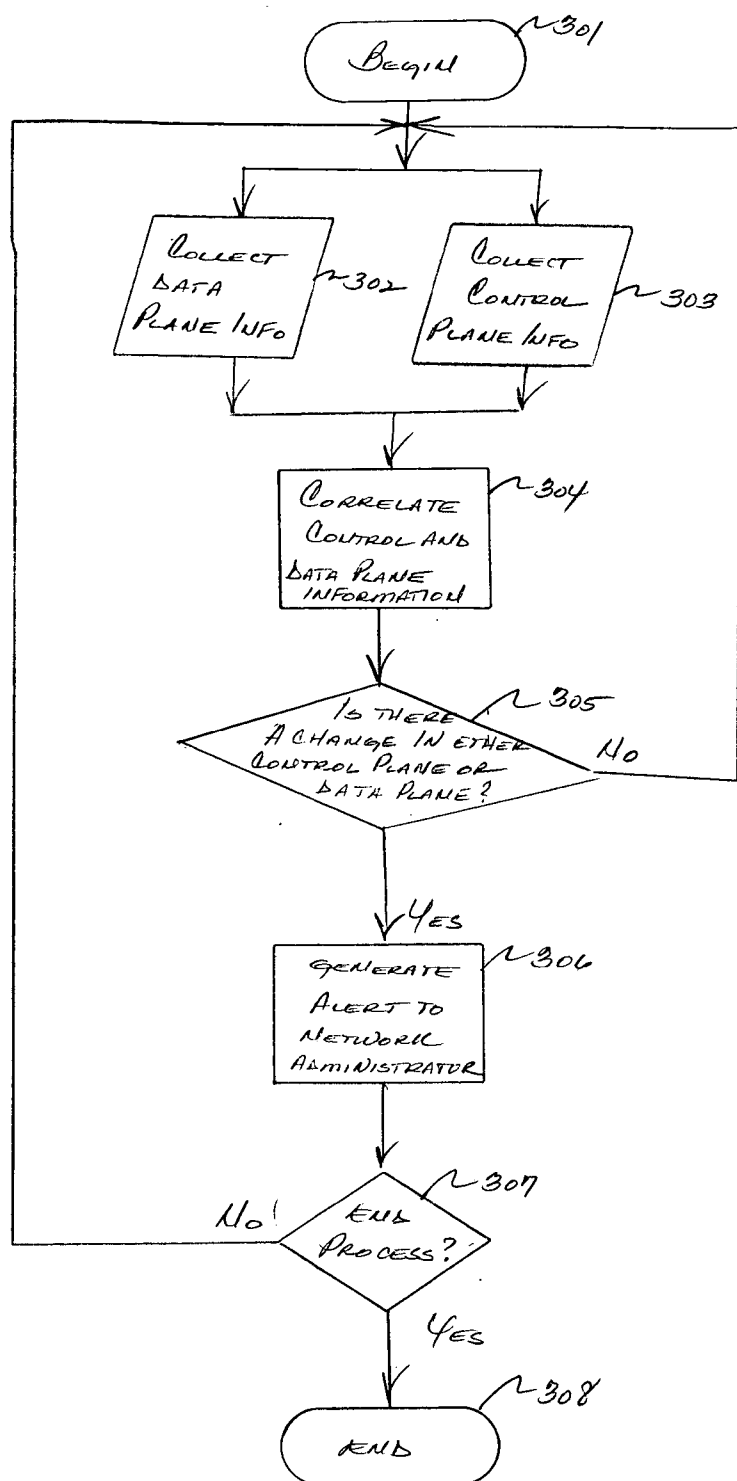 BEGIN
301
COLLECT
DATA
PLANE INFO
302
COLLECT
CONTROL
PLANE INFO
303
CORRELATE
CONTROL AND
DATA PLANE
INFORMATION
304
IS THERE
A CHANGE IN ETHER
CONTROL PLANE OR
DATA PLANE?
305
NO
YES
GENERATE
ALERT TO
NETWORK
ADMINISTRATOR
306
END
PROCESS?
307
NO
YES
END
308